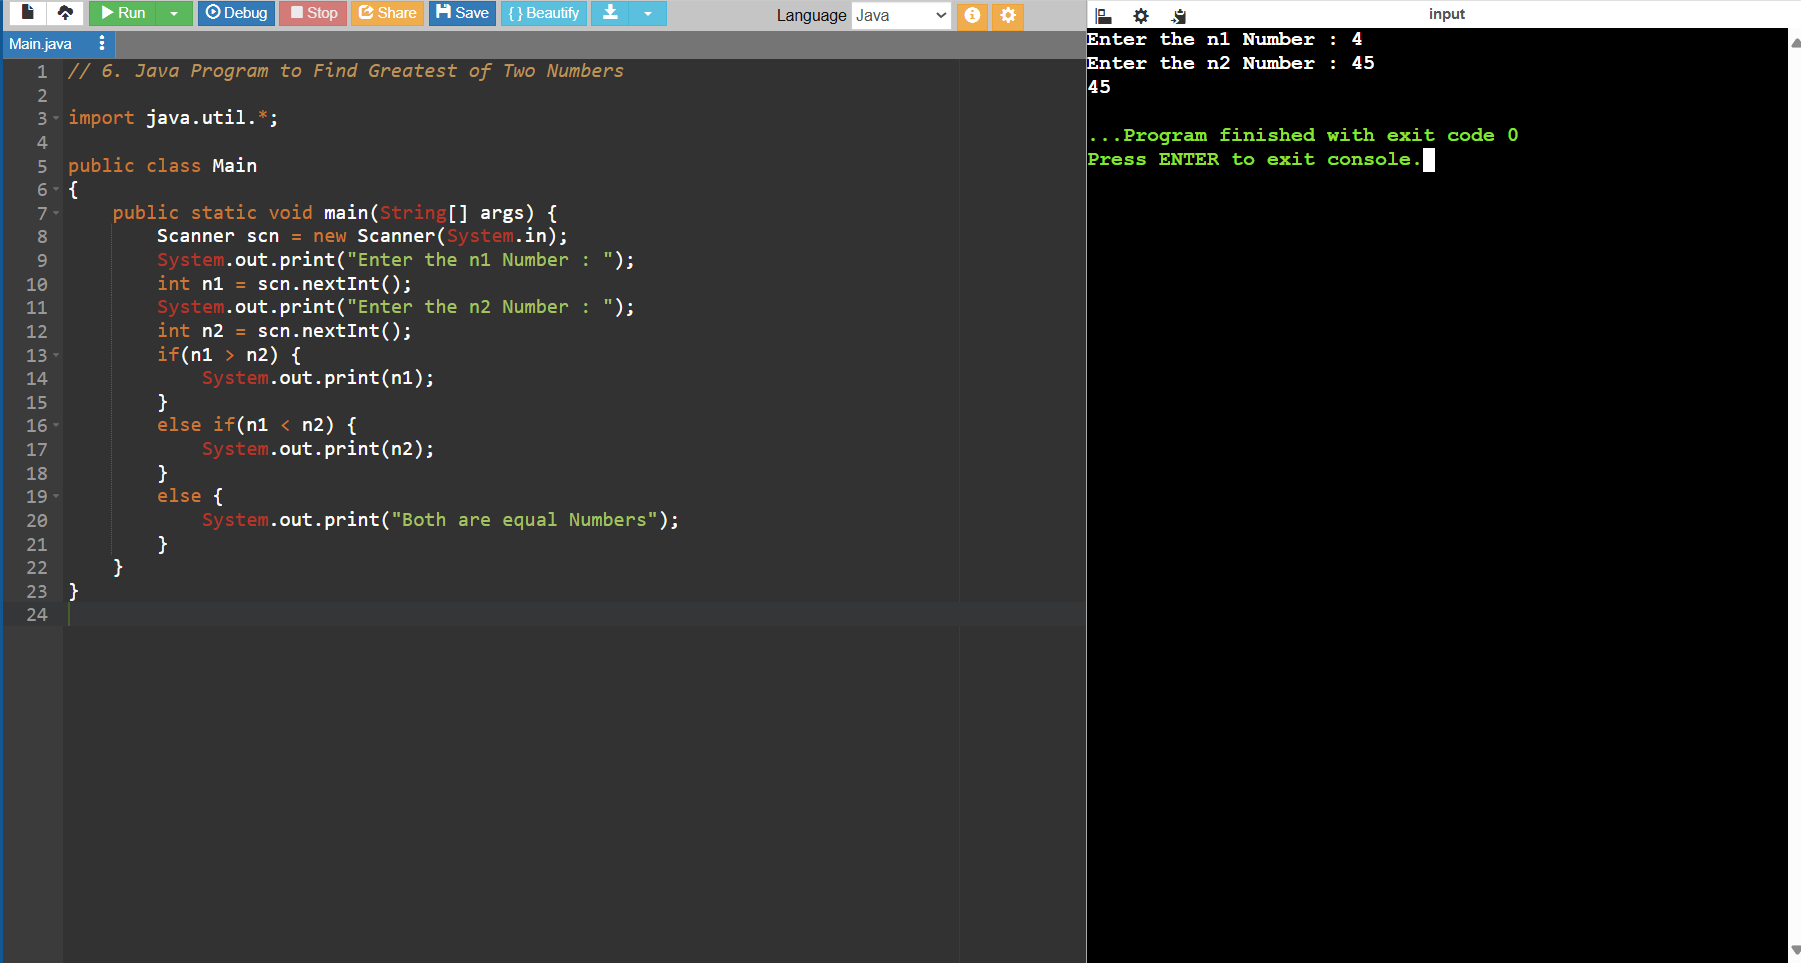 Run Debug Stop Share Save { } Beautify Language Java
input
Main.java
1 // 6. Java Program to Find Greatest of Two Numbers
2
3 import java.util.*;
4
5 public class Main
6 {
7     public static void main(String[] args) {
8         Scanner scn = new Scanner(System.in);
9         System.out.print("Enter the n1 Number : ");
10         int n1 = scn.nextInt();
11         System.out.print("Enter the n2 Number : ");
12         int n2 = scn.nextInt();
13         if(n1 > n2) {
14             System.out.print(n1);
15         }
16         else if(n1 < n2) {
17             System.out.print(n2);
18         }
19         else {
20             System.out.print("Both are equal Numbers");
21         }
22     }
23 }
24
Enter the n1 Number : 4
Enter the n2 Number : 45
45
...Program finished with exit code 0
Press ENTER to exit console.